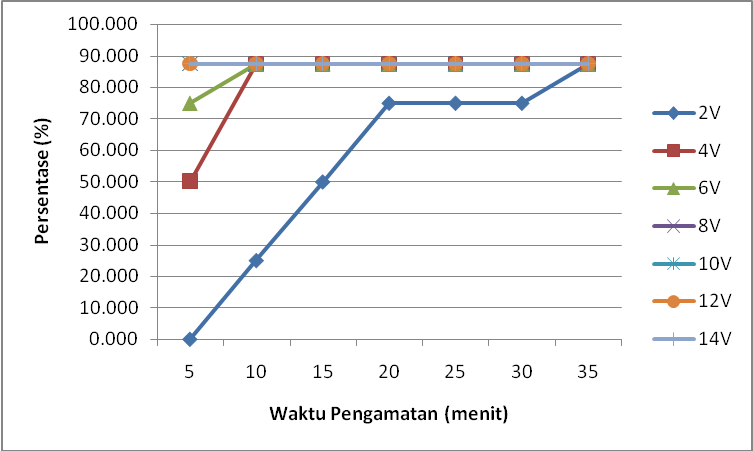 100.000
90.000
80.000
70.000
60.000
50.000
40.000
30.000
20.000
10.000
0.000
Persentase (%)
5 10 15 20 25 30 35
Waktu Pengamatan (menit)
2V
4V
6V
8V
10V
12V
14V